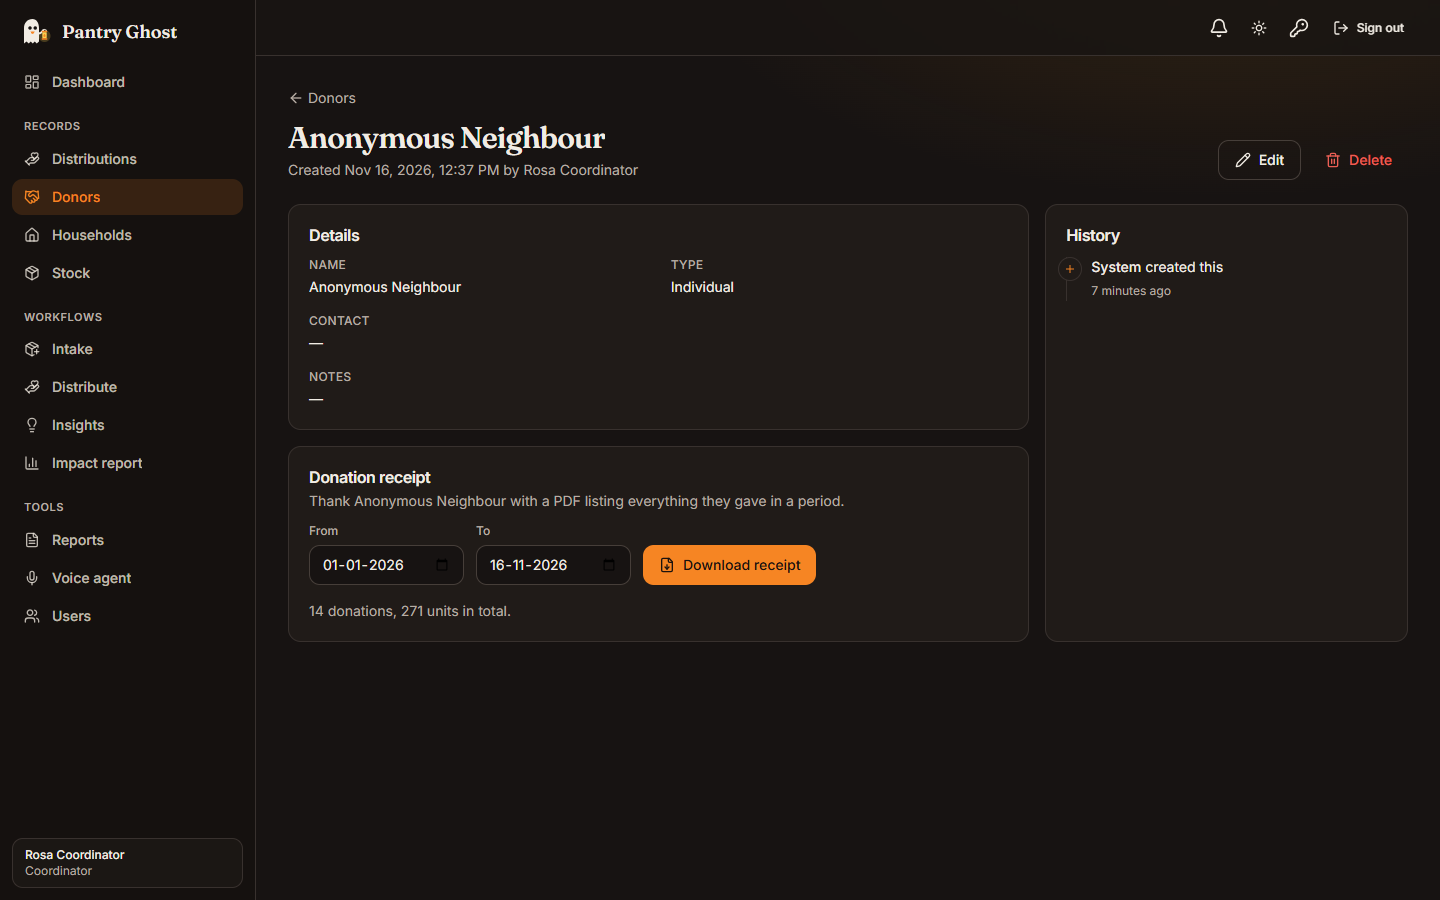 Pantry Ghost
Dashboard
RECORDS
Distributions
Donors
Households
Stock
WORKFLOWS
Intake
Distribute
Insights
Impact report
TOOLS
Reports
Voice agent
Users
Rosa Coordinator
Coordinator
Sign out
Donors
Anonymous Neighbour
Created Nov 16, 2026, 12:37 PM by Rosa Coordinator
Edit
Delete
Details
NAME
Anonymous Neighbour
TYPE
Individual
CONTACT
—
NOTES
—
Donation receipt
Thank Anonymous Neighbour with a PDF listing everything they gave in a period.
From
To
01-01-2026
16-11-2026
Download receipt
14 donations, 271 units in total.
History
System created this
7 minutes ago